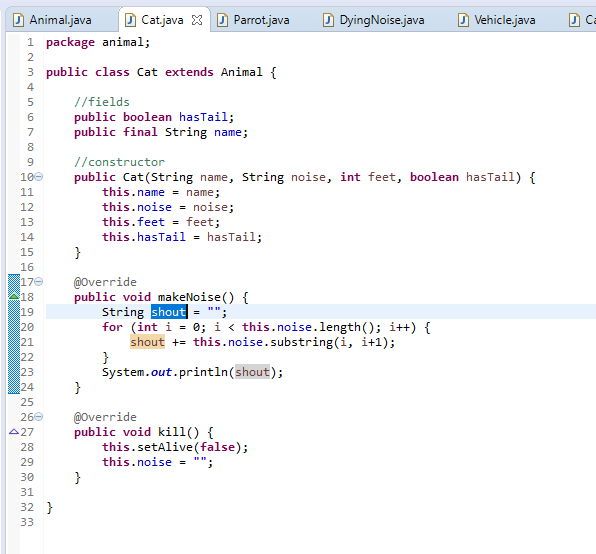 Animal.java Cat.java Parrot.java DyingNoise.java Vehicle.java Ca
1 package animal;
2
3 public class Cat extends Animal {
4
5 //fields
6 public boolean hasTail;
7 public final String name;
8
9 //constructor
10 public Cat(String name, String noise, int feet, boolean hasTail) {
11 this.name = name;
12 this.noise = noise;
13 this.feet = feet;
14 this.hasTail = hasTail;
15 }
16
17 @Override
18 public void makeNoise() {
19 String shout = "";
20 for (int i = 0; i < this.noise.length(); i++) {
21 shout += this.noise.substring(i, i+1);
22 }
23 System.out.println(shout);
24 }
25
26 @Override
27 public void kill() {
28 this.setAlive(false);
29 this.noise = "";
30 }
31
32 }
33